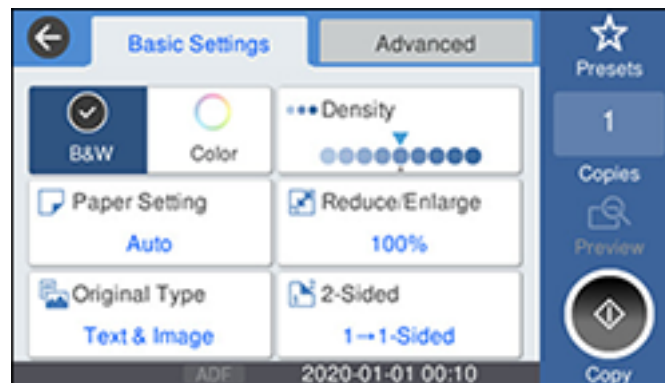 Basic Settings
Advanced
Presets
B&W
Color
Density
1
Copies
Paper Setting
Auto
Reduce/Enlarge
100%
Preview
Original Type
Text & Image
2-Sided
1→1-Sided
ADF
2020-01-01 00:10
Copy